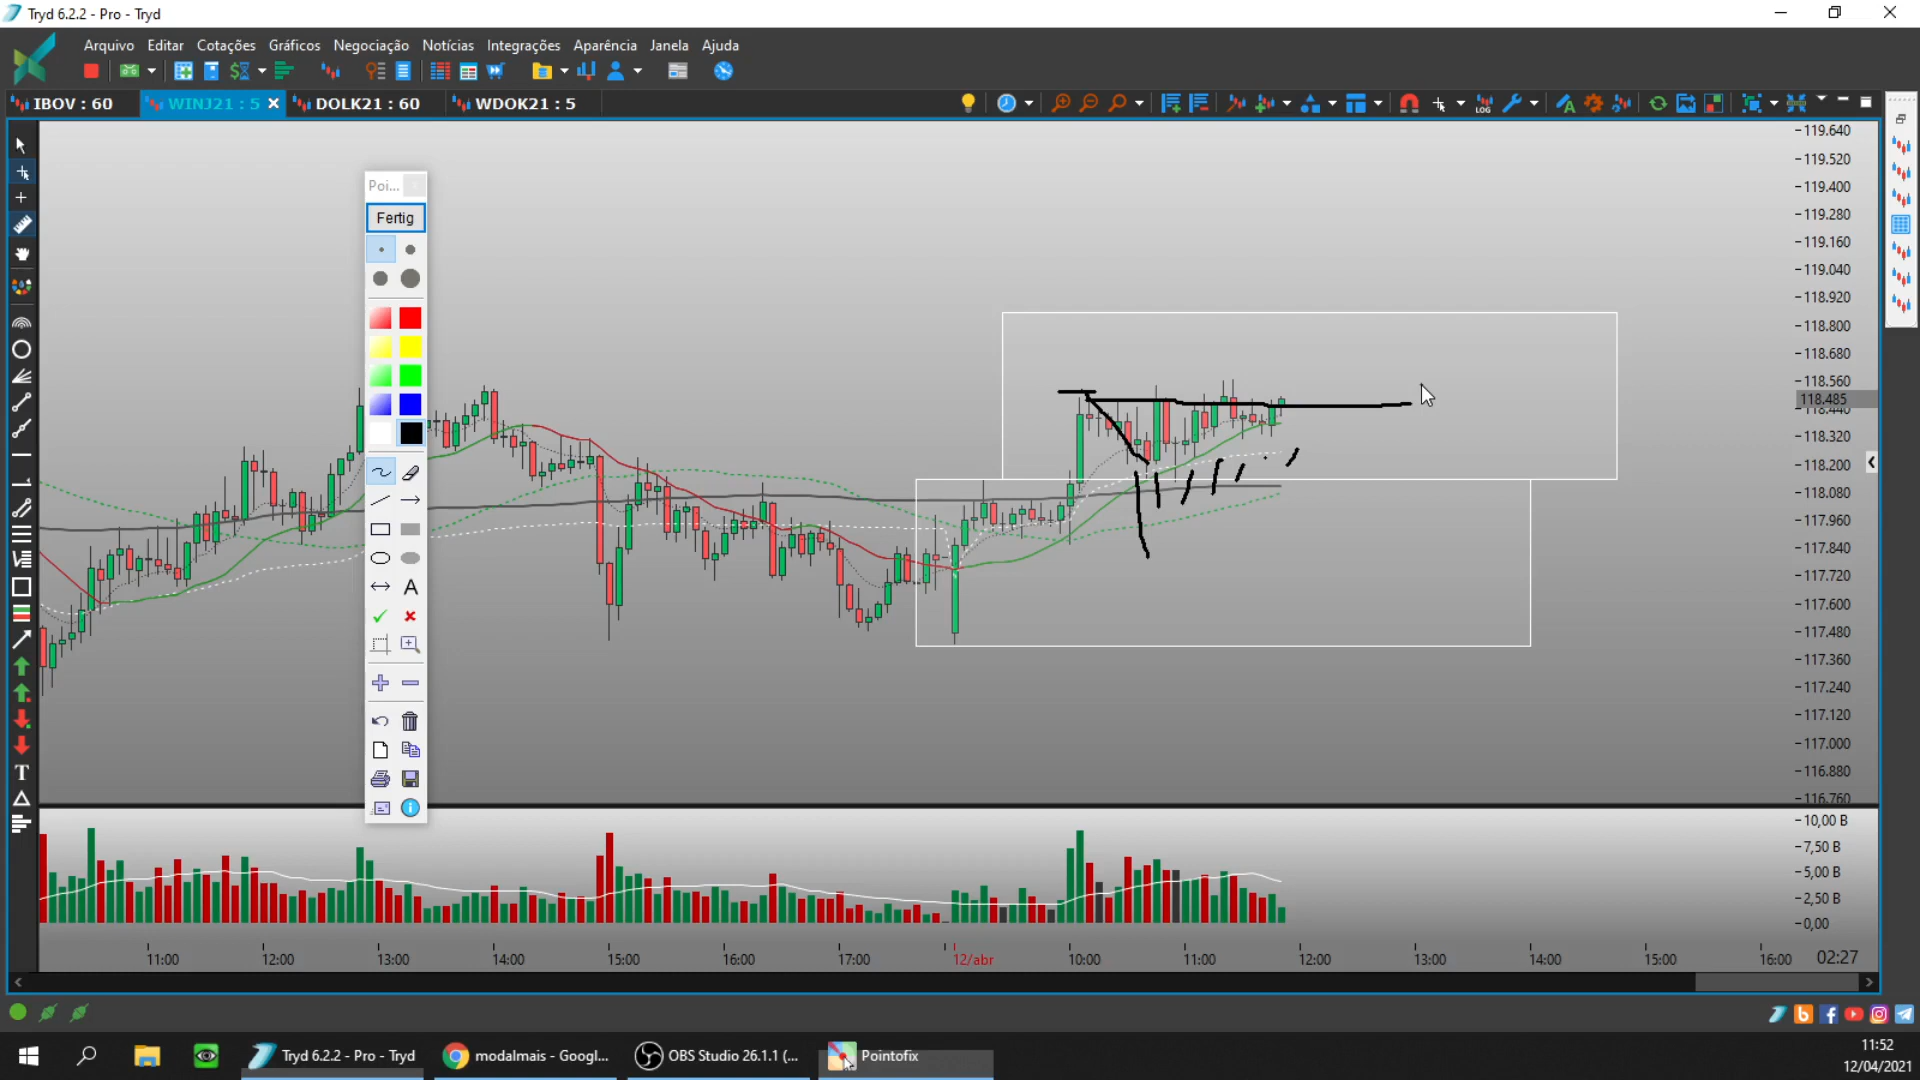 Tryd 6.2.2 - Pro - Tryd
Arquivo Editar Cotações Gráficos Negociação Notícias Integrações Aparência Janela Ajuda
IBOV : 60 WINJ21 : 5 DOLK21 : 60 WDOK21 : 5
LOG
Poi...
Fertig
A
T
119.640
119.520
119.400
119.280
119.160
119.040
118.920
118.800
118.680
118.560
118.485
118.440
118.320
118.200
118.080
117.960
117.840
117.720
117.600
117.480
117.360
117.240
117.120
117.000
116.880
116.760
10,00 B
7,50 B
5,00 B
2,50 B
0,00
11:00 12:00 13:00 14:00 15:00 16:00 17:00 12/abr 10:00 11:00 12:00 13:00 14:00 15:00 16:00 02:27
Tryd 6.2.2 - Pro - Tryd modalmais - Googl... OBS Studio 26.1.1 (... Pointofix
11:52
12/04/2021